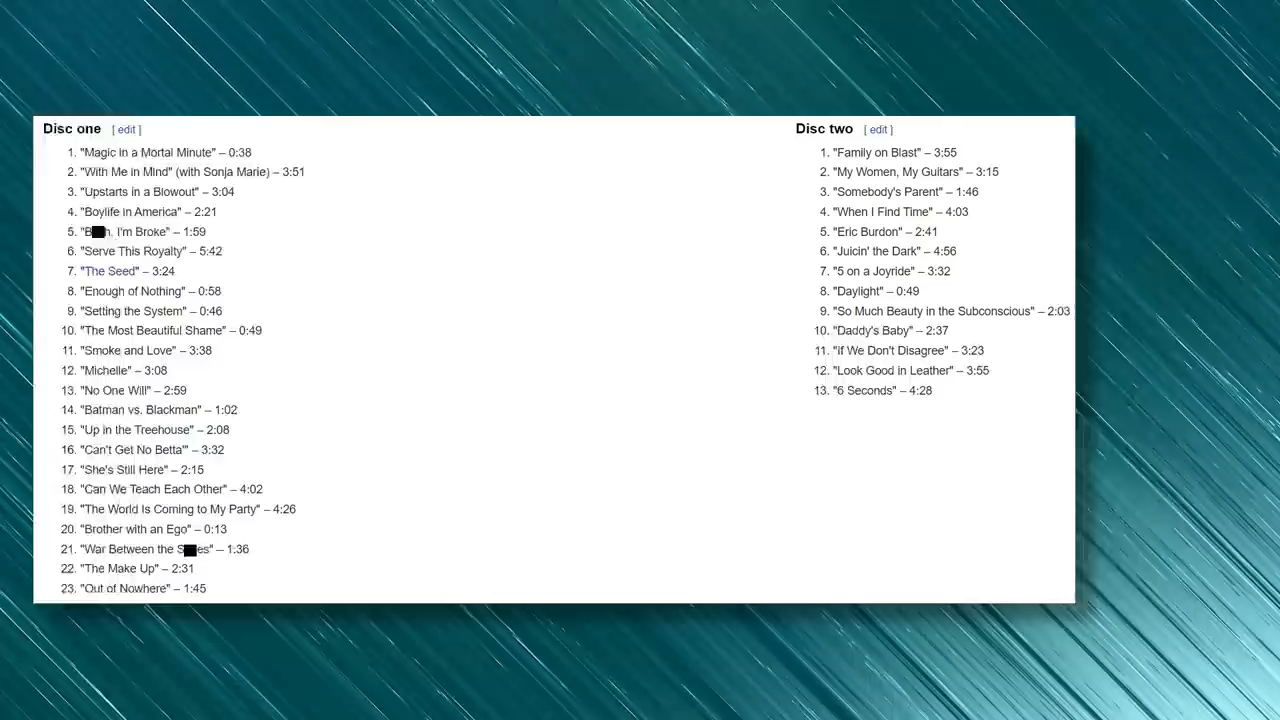 Disc one [ edit ]
1. "Magic in a Mortal Minute" – 0:38
2. "With Me in Mind" (with Sonja Marie) – 3:51
3. "Upstarts in a Blowout" – 3:04
4. "Boylife in America" – 2:21
5. "B h, I'm Broke" – 1:59
6. "Serve This Royalty" – 5:42
7. "The Seed" – 3:24
8. "Enough of Nothing" – 0:58
9. "Setting the System" – 0:46
10. "The Most Beautiful Shame" – 0:49
11. "Smoke and Love" – 3:38
12. "Michelle" – 3:08
13. "No One Will" – 2:59
14. "Batman vs. Blackman" – 1:02
15. "Up in the Treehouse" – 2:08
16. "Can't Get No Betta'" – 3:32
17. "She's Still Here" – 2:15
18. "Can We Teach Each Other" – 4:02
19. "The World Is Coming to My Party" – 4:26
20. "Brother with an Ego" – 0:13
21. "War Between the S es" – 1:36
22. "The Make Up" – 2:31
23. "Out of Nowhere" – 1:45
Disc two [ edit ]
1. "Family on Blast" – 3:55
2. "My Women, My Guitars" – 3:15
3. "Somebody's Parent" – 1:46
4. "When I Find Time" – 4:03
5. "Eric Burdon" – 2:41
6. "Juicin' the Dark" – 4:56
7. "5 on a Joyride" – 3:32
8. "Daylight" – 0:49
9. "So Much Beauty in the Subconscious" – 2:03
10. "Daddy's Baby" – 2:37
11. "If We Don't Disagree" – 3:23
12. "Look Good in Leather" – 3:55
13. "6 Seconds" – 4:28